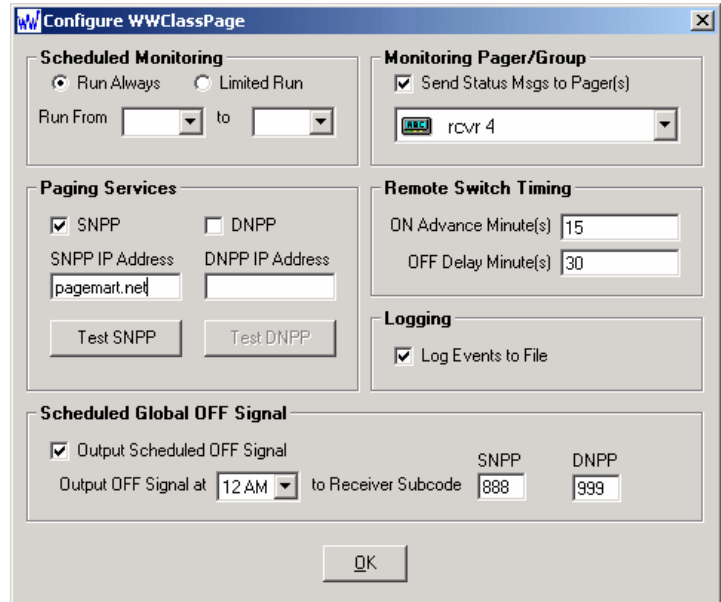 WW Configure WWClassPage
Scheduled Monitoring
Run Always Limited Run
Run From to
Monitoring Pager/Group
Send Status Msgs to Pager(s)
ABC rcvr 4
Paging Services
SNPP DNPP
SNPP IP Address DNPP IP Address
pagemart.net
Test SNPP Test DNPP
Remote Switch Timing
ON Advance Minute(s) 15
OFF Delay Minute(s) 30
Logging
Log Events to File
Scheduled Global OFF Signal
Output Scheduled OFF Signal
SNPP DNPP
Output OFF Signal at 12 AM to Receiver Subcode 888 999
OK